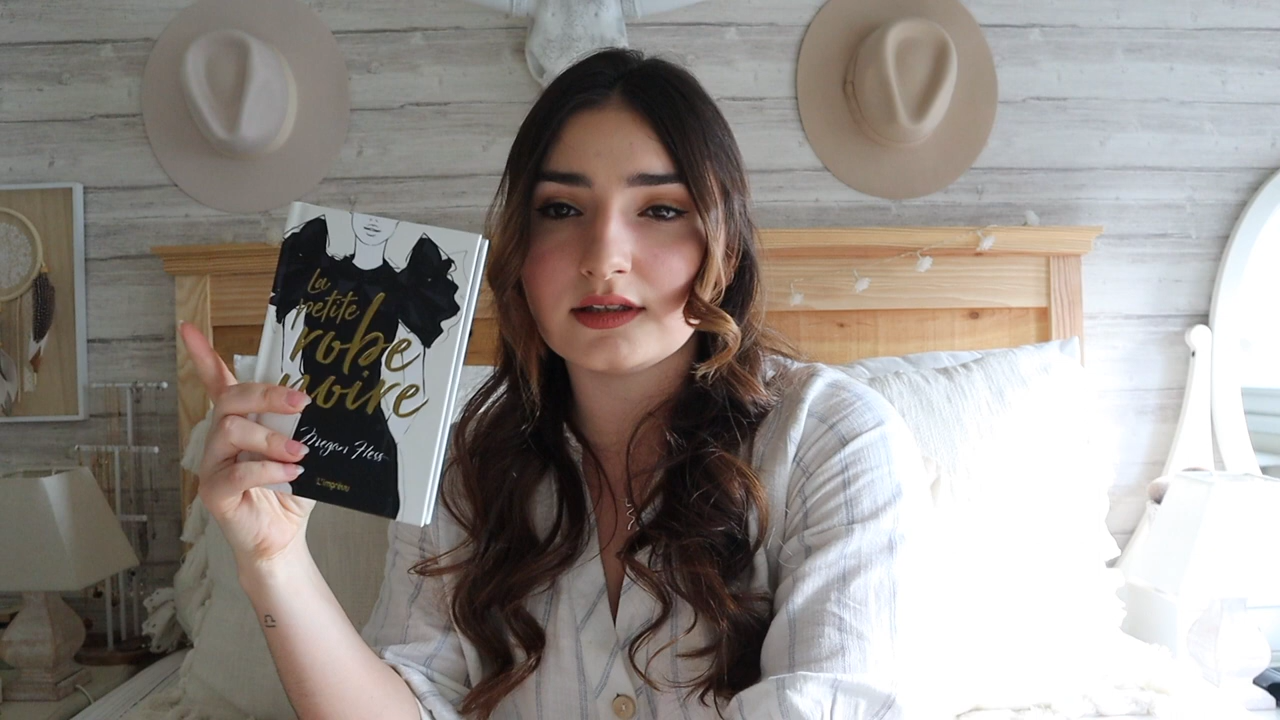 La
petite
robe
noire
Megan Hess
L'imprévu